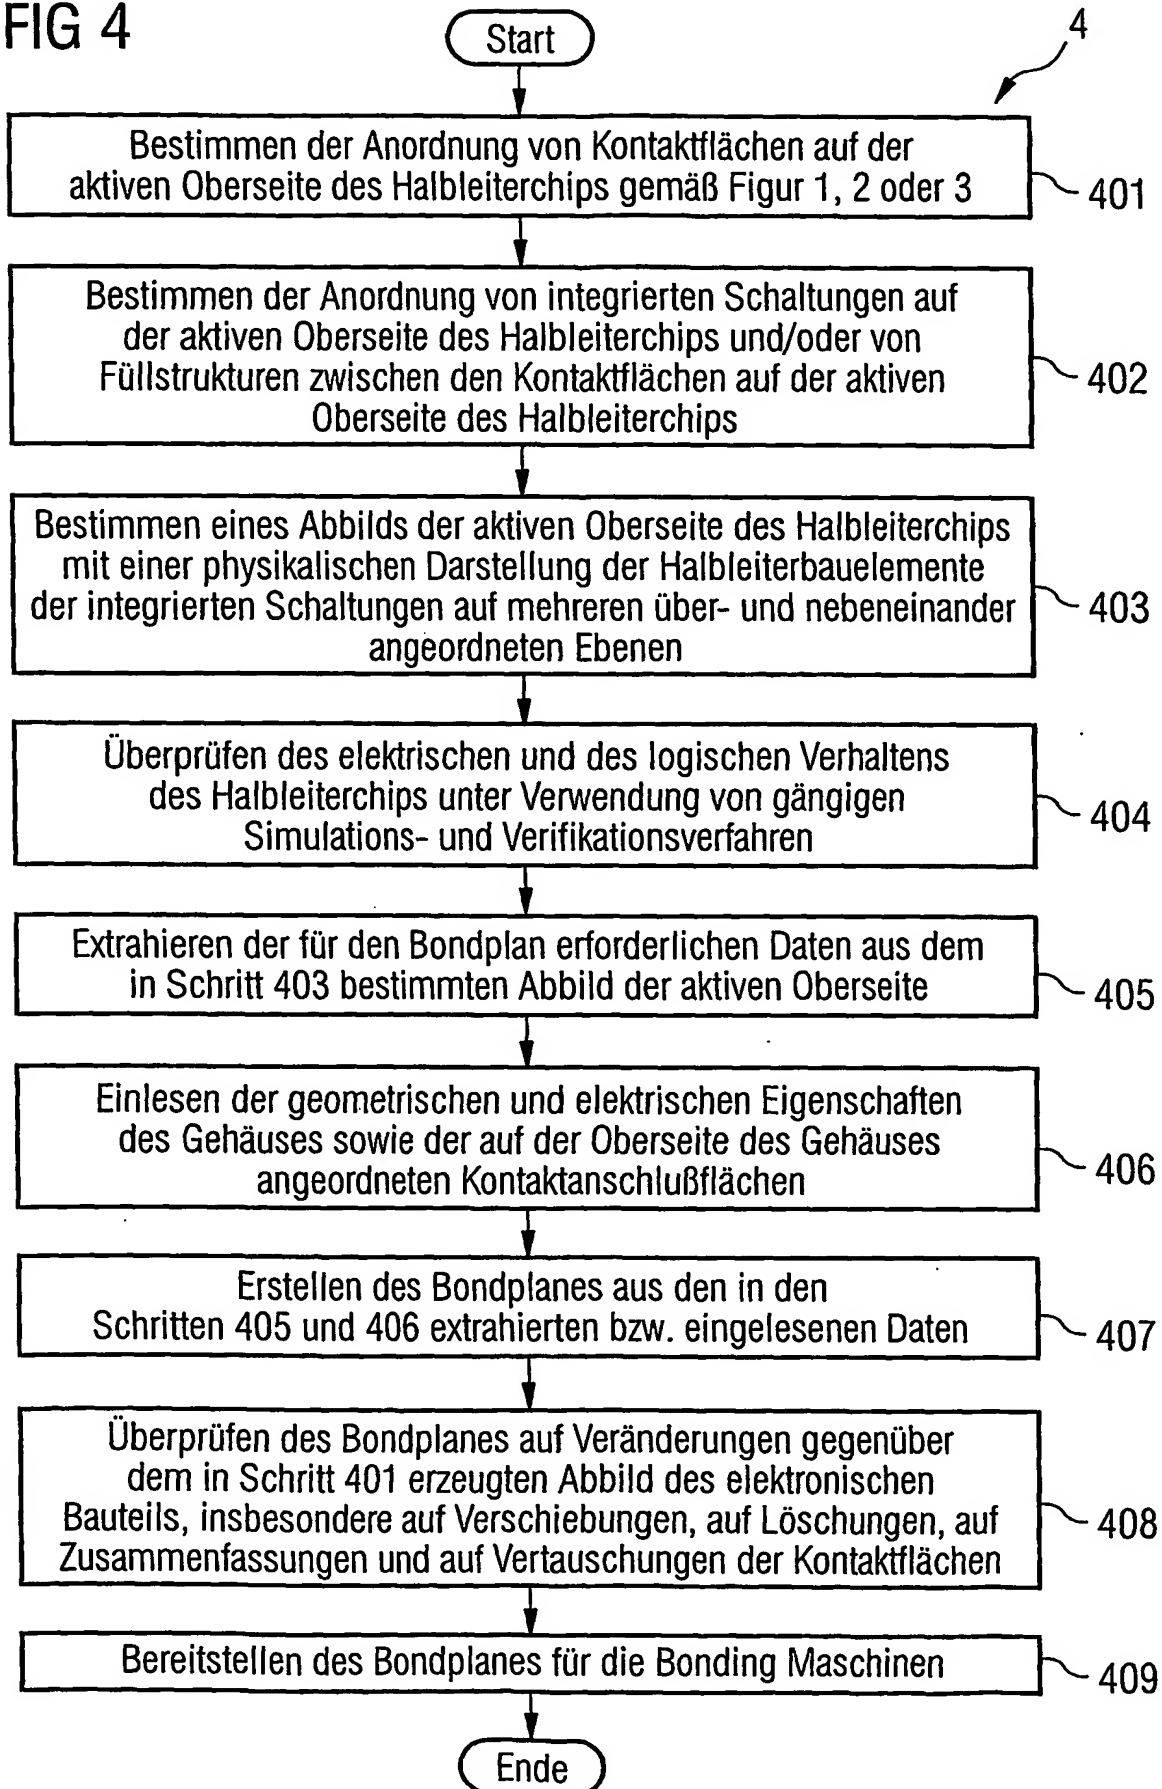 FIG 4
Start
4
Bestimmen der Anordnung von Kontaktflächen auf der
aktiven Oberseite des Halbleiterchips gemäß Figur 1, 2 oder 3
401
Bestimmen der Anordnung von integrierten Schaltungen auf
der aktiven Oberseite des Halbleiterchips und/oder von
Füllstrukturen zwischen den Kontaktflächen auf der aktiven
Oberseite des Halbleiterchips
402
Bestimmen eines Abbilds der aktiven Oberseite des Halbleiterchips
mit einer physikalischen Darstellung der Halbleiterbauelemente
der integrierten Schaltungen auf mehreren über- und nebeneinander
angeordneten Ebenen
403
Überprüfen des elektrischen und des logischen Verhaltens
des Halbleiterchips unter Verwendung von gängigen
Simulations- und Verifikationsverfahren
404
Extrahieren der für den Bondplan erforderlichen Daten aus dem
in Schritt 403 bestimmten Abbild der aktiven Oberseite
405
Einlesen der geometrischen und elektrischen Eigenschaften
des Gehäuses sowie der auf der Oberseite des Gehäuses
angeordneten Kontaktanschlußflächen
406
Erstellen des Bondplanes aus den in den
Schritten 405 und 406 extrahierten bzw. eingelesenen Daten
407
Überprüfen des Bondplanes auf Veränderungen gegenüber
dem in Schritt 401 erzeugten Abbild des elektronischen
Bauteils, insbesondere auf Verschiebungen, auf Löschungen, auf
Zusammenfassungen und auf Vertauschungen der Kontaktflächen
408
Bereitstellen des Bondplanes für die Bonding Maschinen
409
Ende